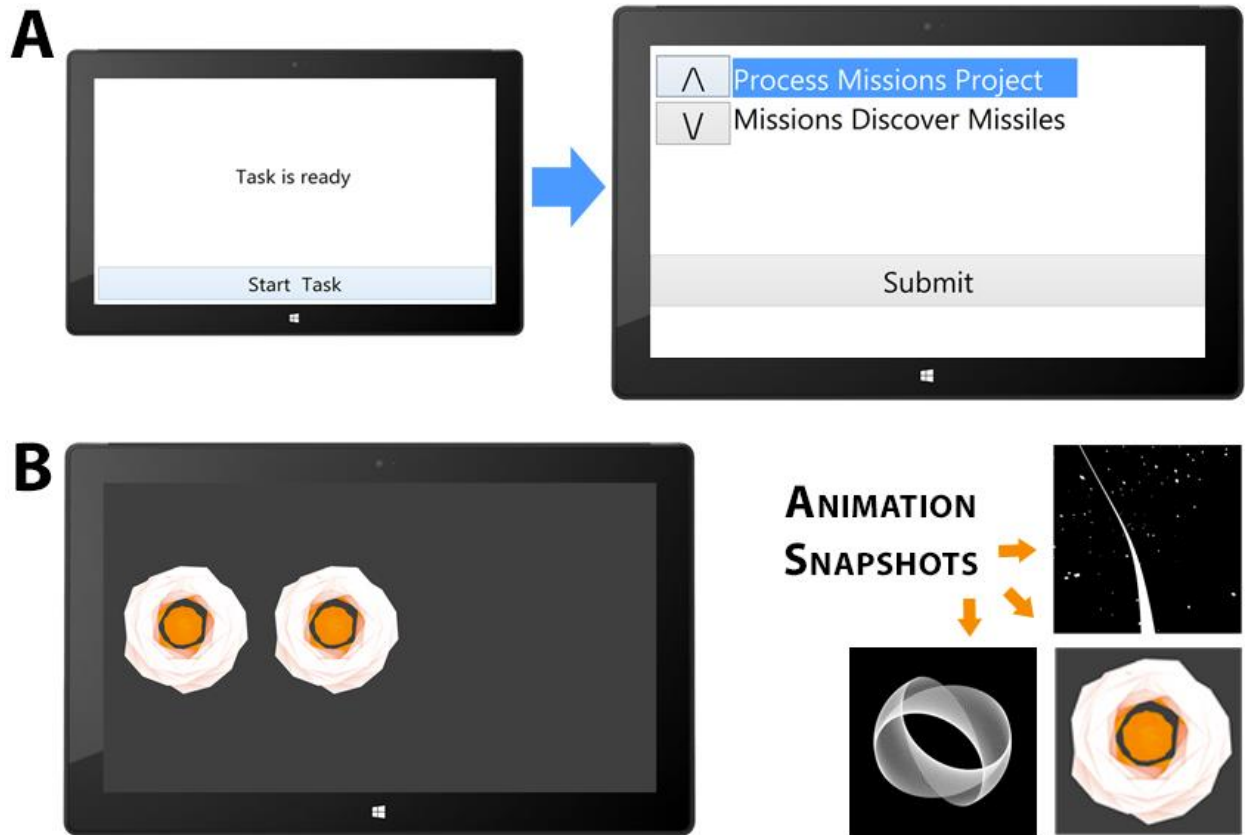 A
Task is ready
Start Task
Process Missions Project
Missions Discover Missiles
Submit
B
ANIMATION
SNAPSHOTS